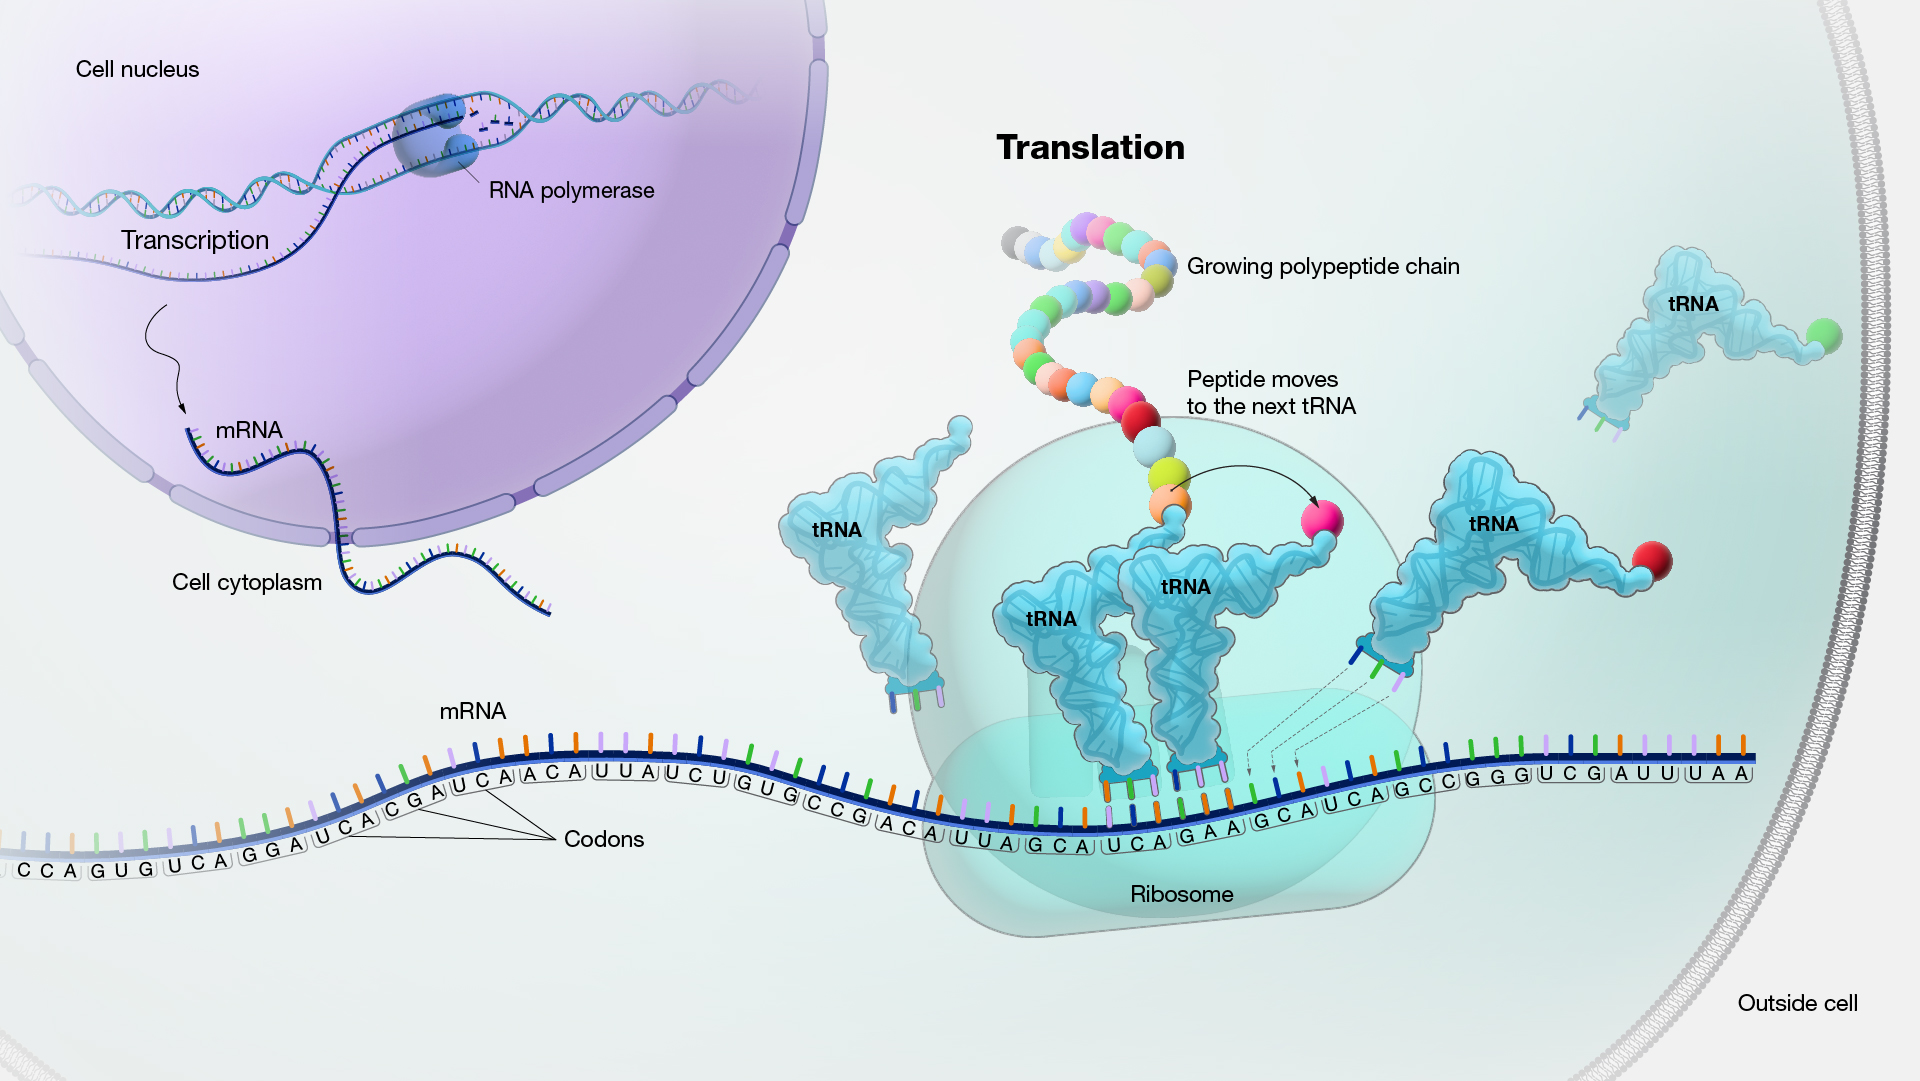 Cell nucleus
RNA polymerase
Transcription
mRNA
Cell cytoplasm
Translation
Growing polypeptide chain
Peptide moves
to the next tRNA
tRNA
tRNA
tRNA
tRNA
tRNA
mRNA
Codons
C C A G U G U C A G G A U C A C G A U C A A C A U U A U C U G U G C C G A C A U U A G C A U C A G A A G C A U C A G C C G G G U C G A U U U A A
Ribosome
Outside cell